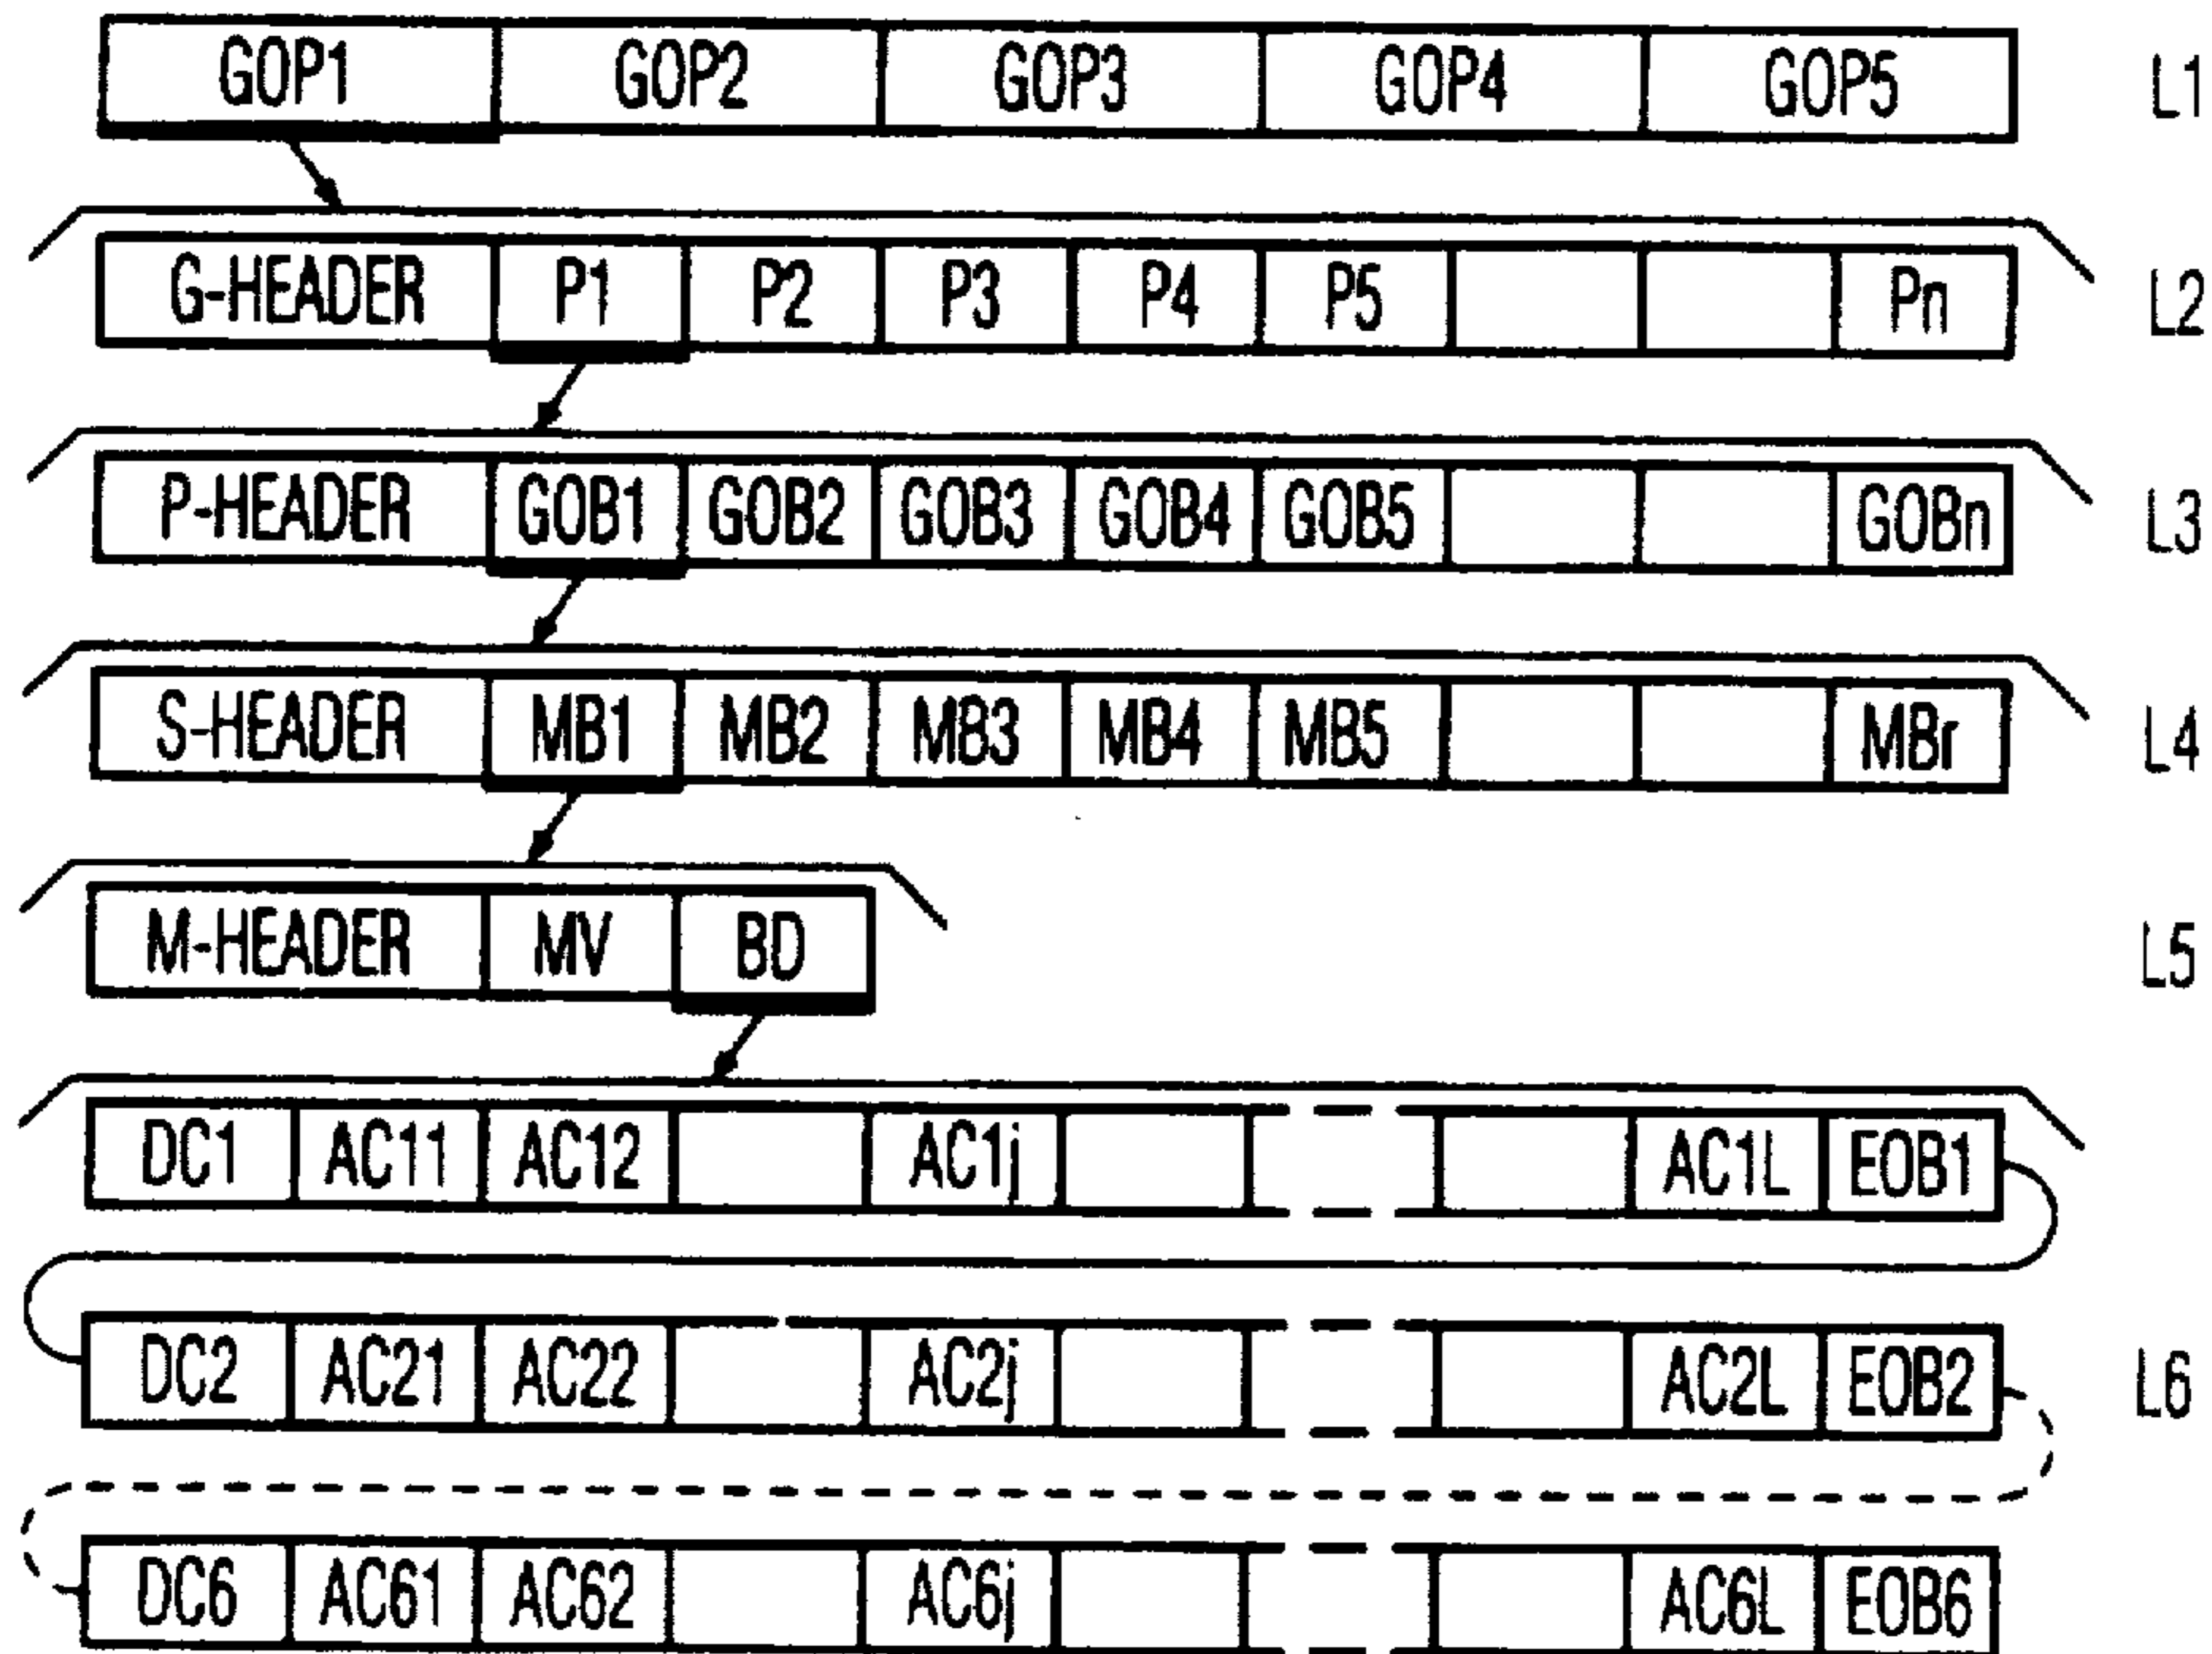 GOP1 GOP2 GOP3 GOP4 GOP5 L1
G-HEADER P1 P2 P3 P4 P5 Pn L2
P-HEADER GOB1 GOB2 GOB3 GOB4 GOB5 GOBn L3
S-HEADER MB1 MB2 MB3 MB4 MB5 MBr L4
M-HEADER MV BD L5
DC1 AC11 AC12 AC1j AC1L EOB1
DC2 AC21 AC22 AC2j AC2L EOB2 L6
DC6 AC61 AC62 AC6j AC6L EOB6